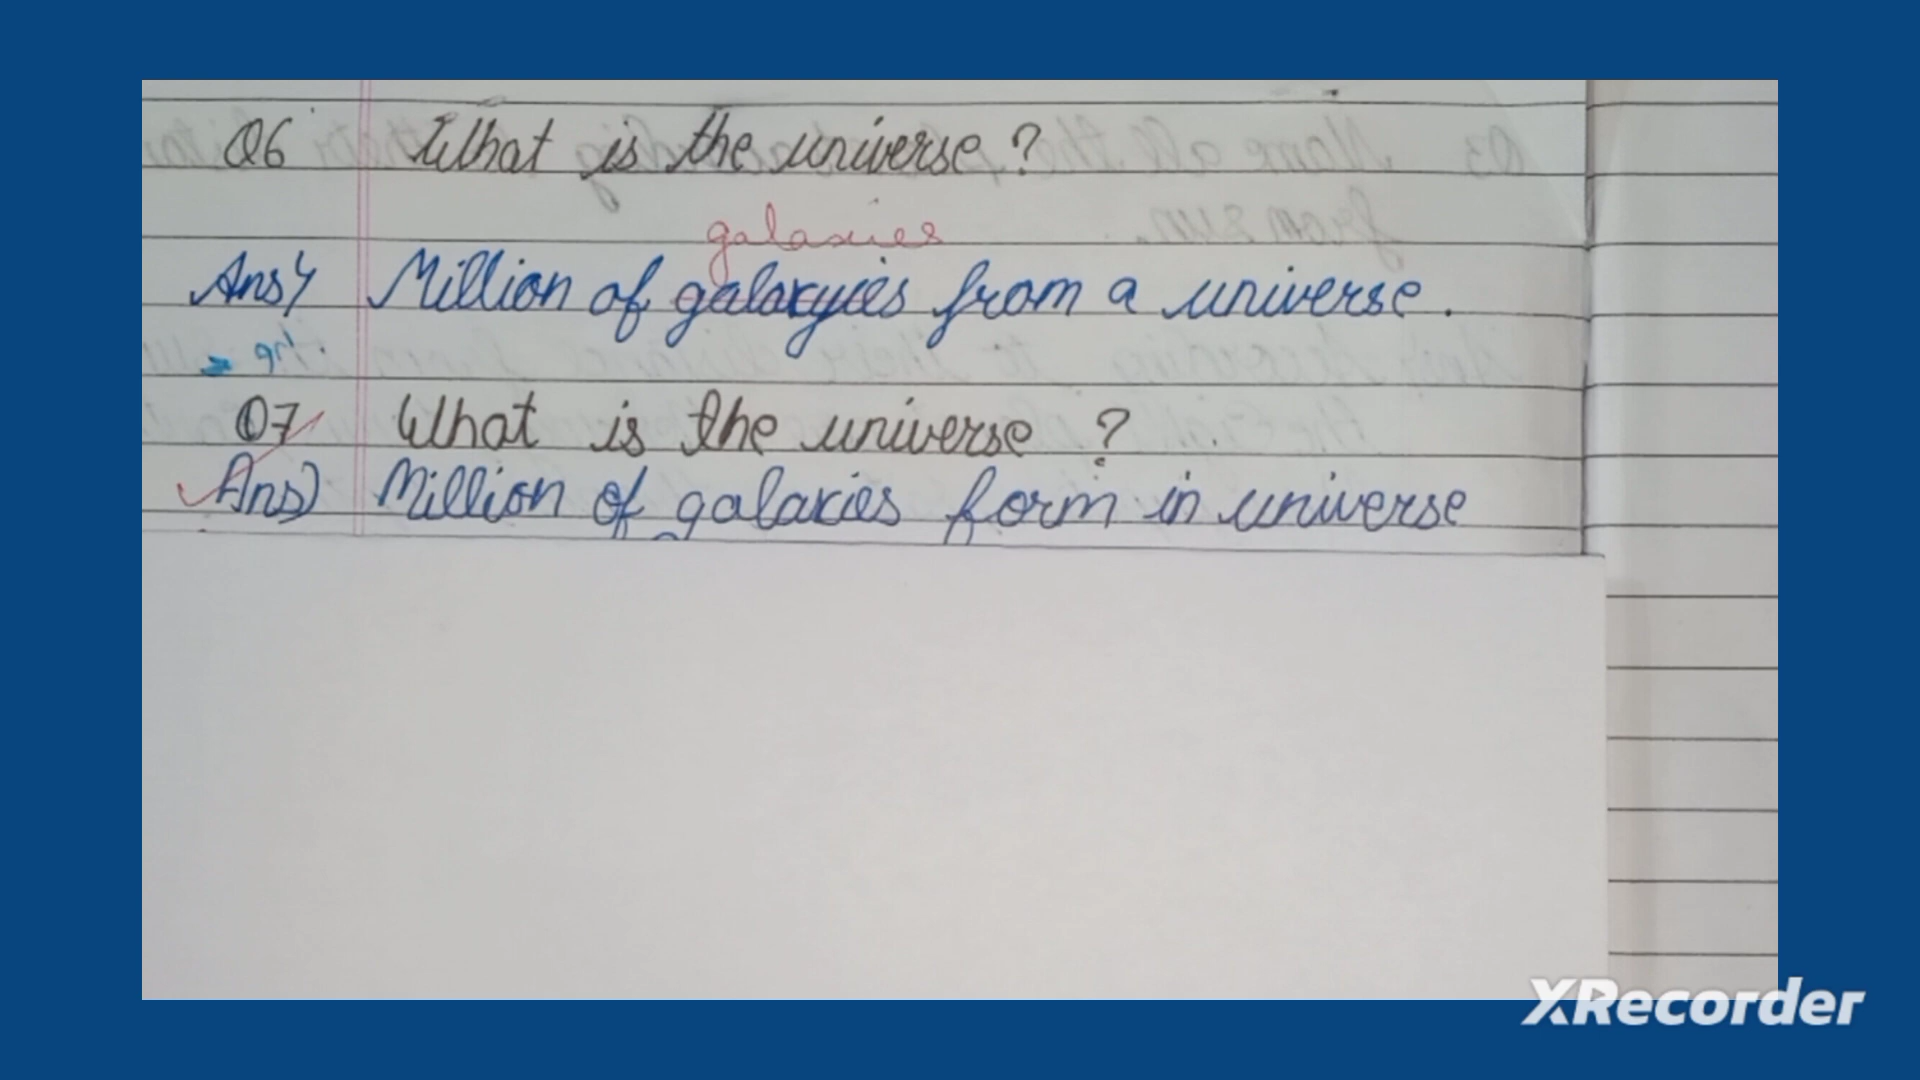 Q6 What is the universe?
galaxies
Ans) Million of galaxyies from a universe.
Q7 What is the universe?
Ans) Million of galaxies form in universe
XRecorder